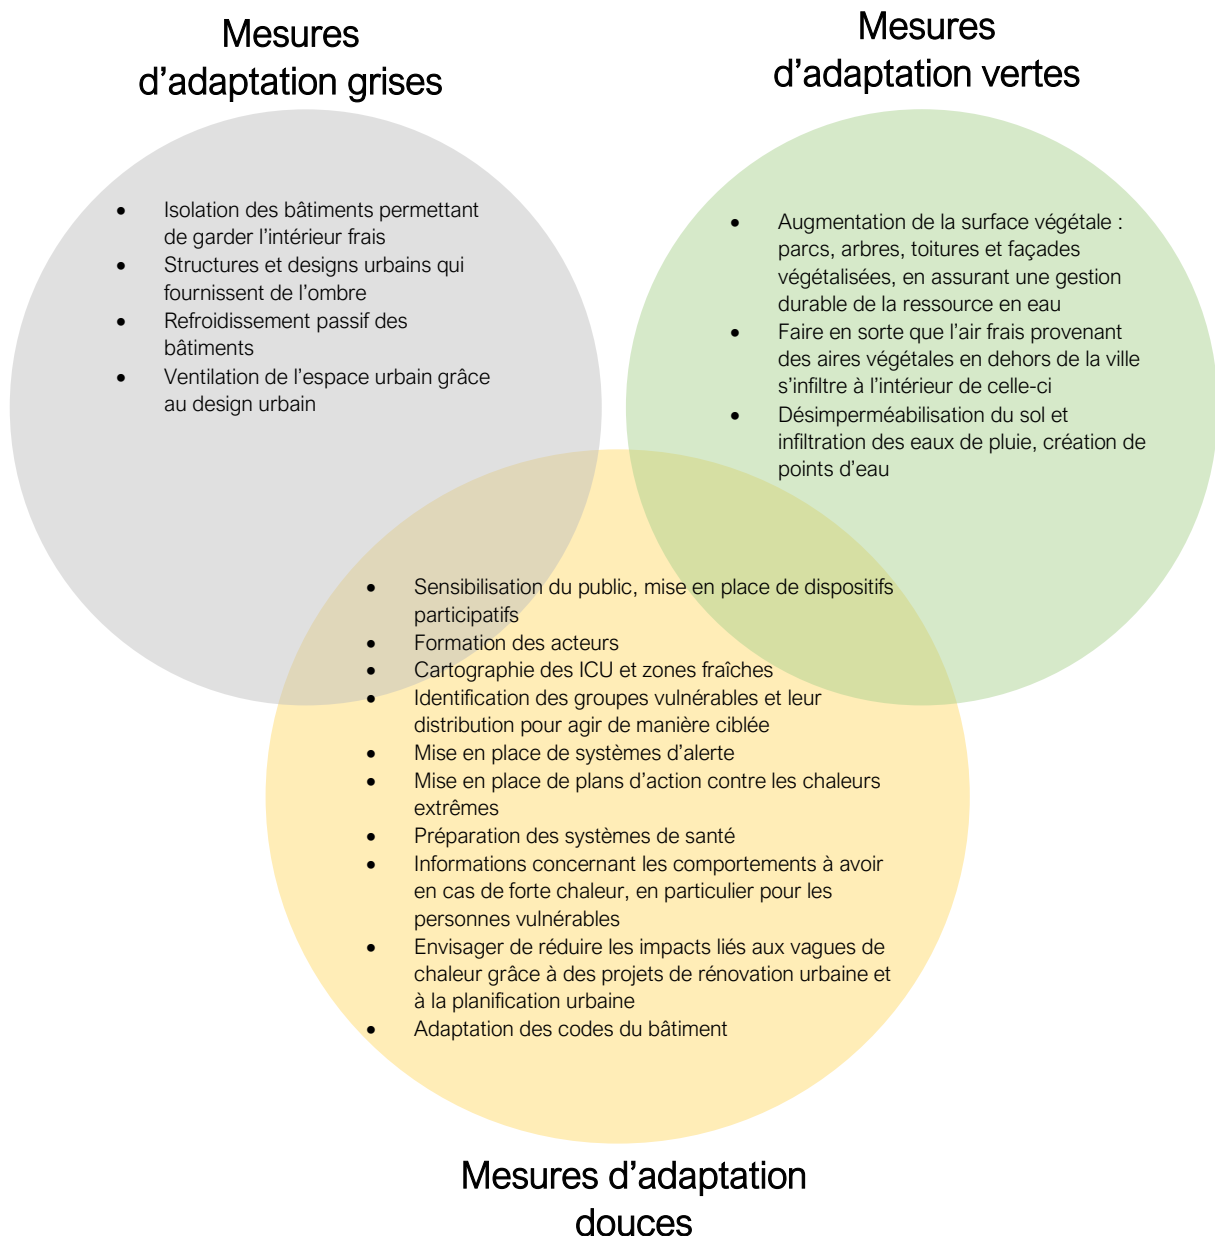 Mesures
d’adaptation grises
Mesures
d’adaptation vertes
• Isolation des bâtiments permettant
de garder l’intérieur frais
• Structures et designs urbains qui
fournissent de l’ombre
• Refroidissement passif des
bâtiments
• Ventilation de l’espace urbain grâce
au design urbain
• Augmentation de la surface végétale :
parcs, arbres, toitures et façades
végétalisées, en assurant une gestion
durable de la ressource en eau
• Faire en sorte que l’air frais provenant
des aires végétales en dehors de la ville
s’infiltre à l’intérieur de celle-ci
• Désimperméabilisation du sol et
infiltration des eaux de pluie, création de
points d’eau
• Sensibilisation du public, mise en place de dispositifs
participatifs
• Formation des acteurs
• Cartographie des ICU et zones fraîches
• Identification des groupes vulnérables et leur
distribution pour agir de manière ciblée
• Mise en place de systèmes d’alerte
• Mise en place de plans d’action contre les chaleurs
extrêmes
• Préparation des systèmes de santé
• Informations concernant les comportements à avoir
en cas de forte chaleur, en particulier pour les
personnes vulnérables
• Envisager de réduire les impacts liés aux vagues de
chaleur grâce à des projets de rénovation urbaine et
à la planification urbaine
• Adaptation des codes du bâtiment
Mesures d’adaptation
douces